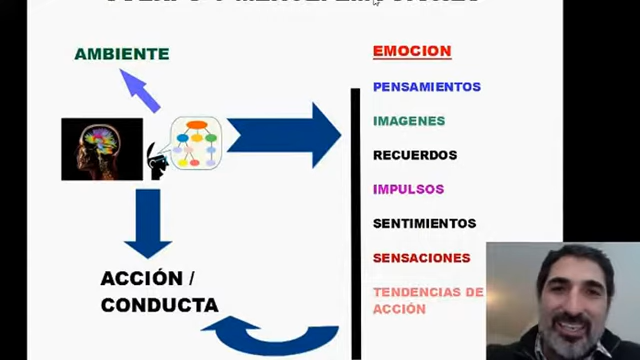 AMBIENTE
EMOCION
PENSAMIENTOS
IMAGENES
RECUERDOS
IMPULSOS
SENTIMIENTOS
SENSACIONES
TENDENCIAS DE
ACCIÓN
ACCIÓN /
CONDUCTA